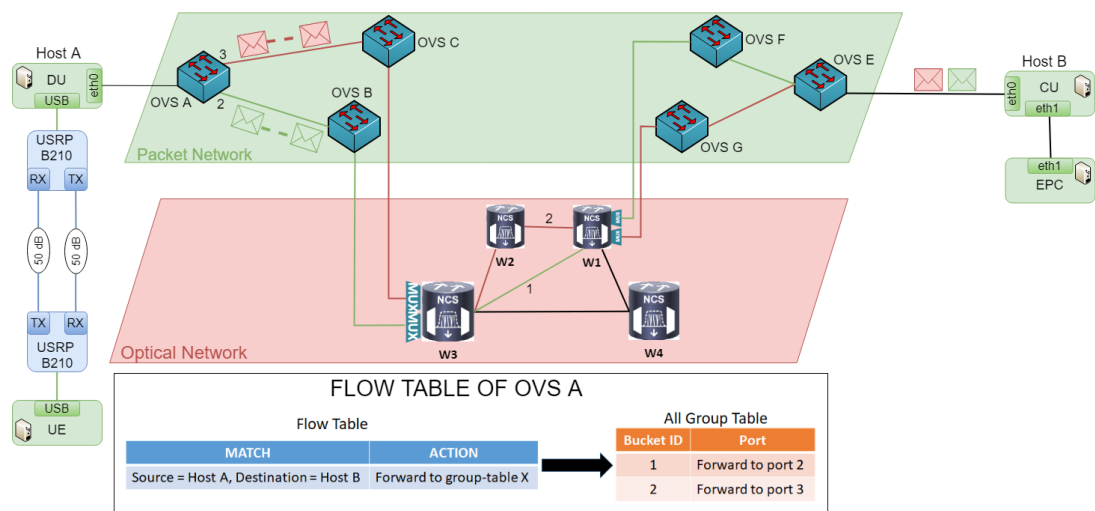 Host A
DU
eth0
USB
USRP
B210
RX
TX
50 dB
50 dB
TX
RX
USRP
B210
USB
UE
OVS A
3
2
OVS C
OVS B
Packet Network
OVS F
OVS E
OVS G
Host B
eth0
CU
eth1
eth1
EPC
NCS
W2
2
NCS
W1
MUX
MUX
1
MUX
MUX
NCS
W3
NCS
W4
Optical Network
FLOW TABLE OF OVS A
Flow Table
MATCH ACTION
Source = Host A, Destination = Host B Forward to group-table X
All Group Table
Bucket ID Port
1 Forward to port 2
2 Forward to port 3